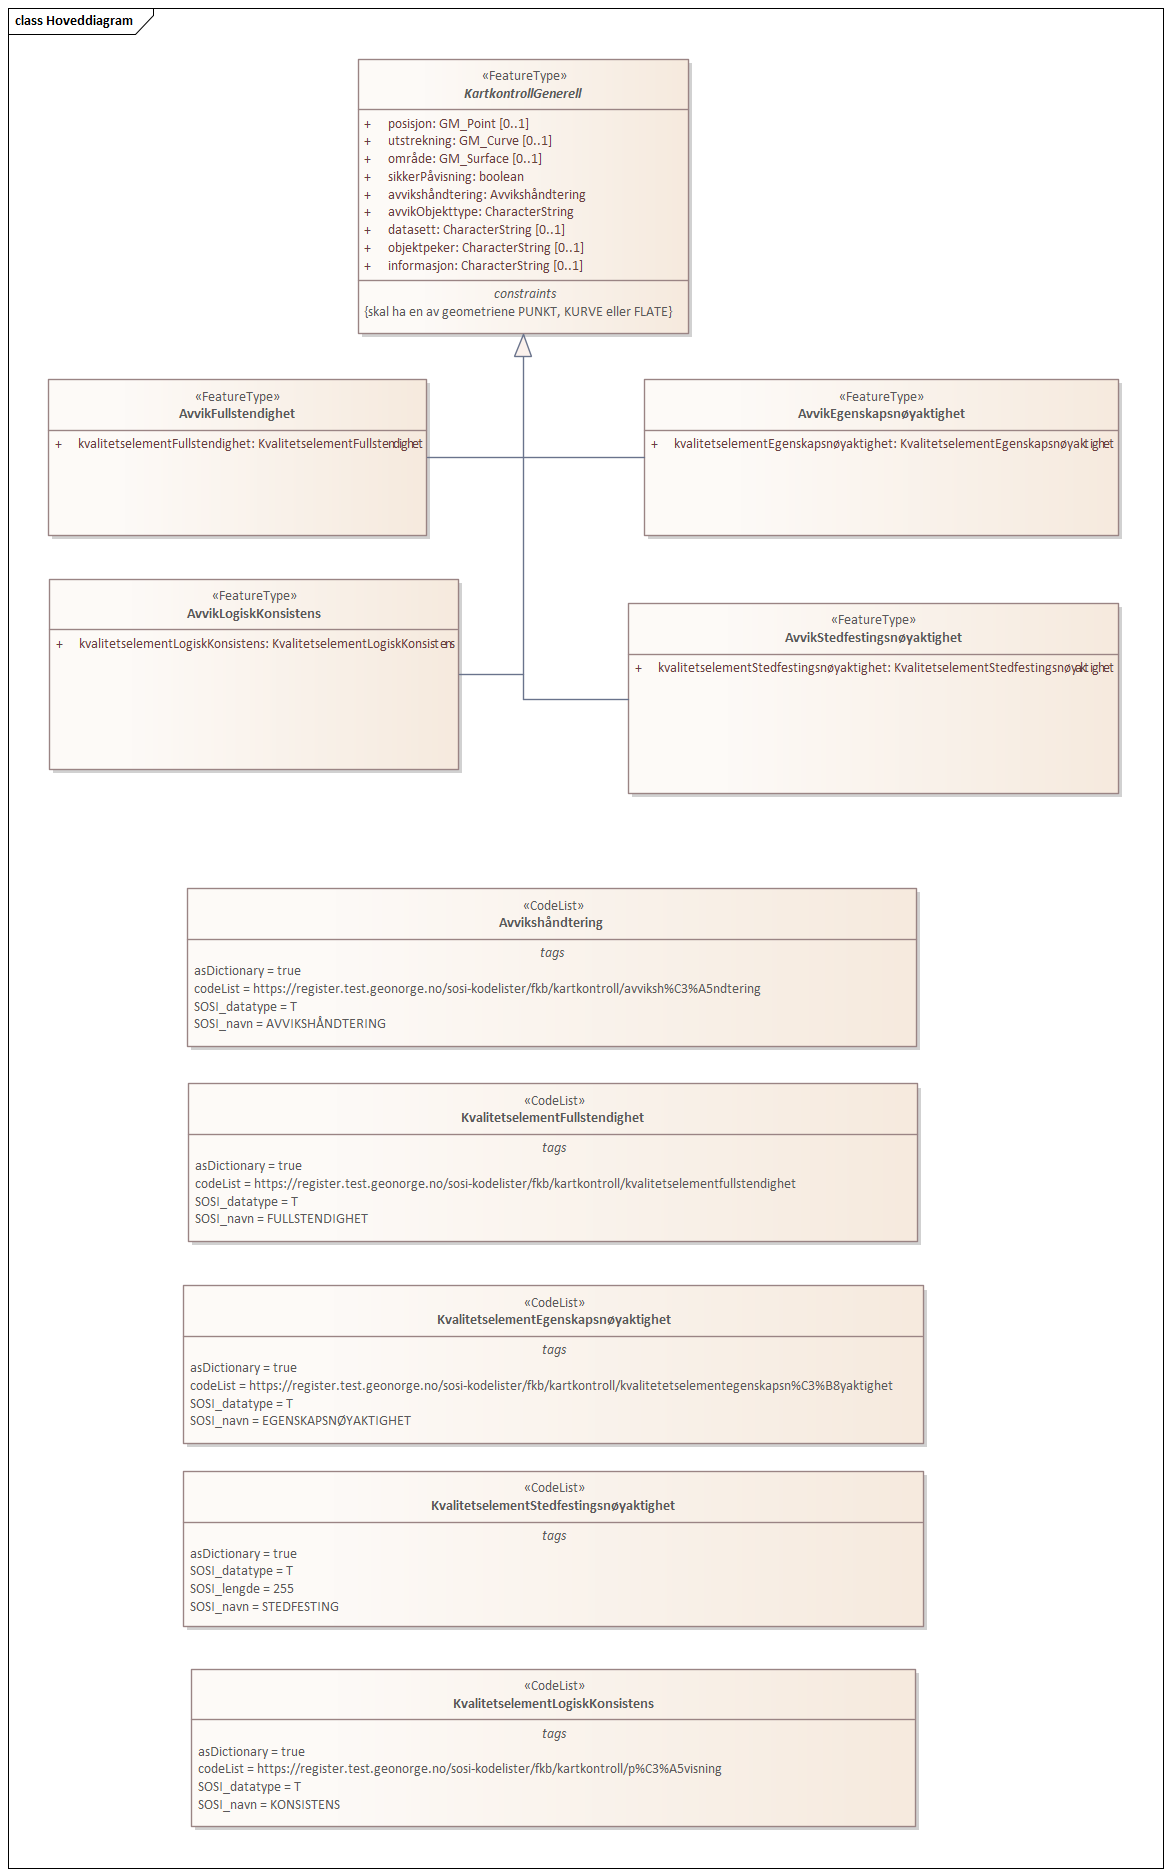 class Hoveddiagram
«FeatureType»
KartkontrollGenerell
+ posisjon: GM_Point [0..1]
+ utstrekning: GM_Curve [0..1]
+ område: GM_Surface [0..1]
+ sikkerPåvisning: boolean
+ avvikshåndtering: Avvikshåndtering
+ avvikObjekttype: CharacterString
+ datasett: CharacterString [0..1]
+ objektpeker: CharacterString [0..1]
+ informasjon: CharacterString [0..1]
constraints
{skal ha en av geometriene PUNKT, KURVE eller FLATE}
«FeatureType»
AvvikFullstendighet
+ kvalitetselementFullstendighet: KvalitetselementFullstendighet
«FeatureType»
AvvikEgenskapsnøyaktighet
+ kvalitetselementEgenskapsnøyaktighet: KvalitetselementEgenskapsnøyaktighet
«FeatureType»
AvvikLogiskKonsistens
+ kvalitetselementLogiskKonsistens: KvalitetselementLogiskKonsistens
«FeatureType»
AvvikStedfestingsnøyaktighet
+ kvalitetselementStedfestingsnøyaktighet: KvalitetselementStedfestingsnøyaktighet
«CodeList»
Avvikshåndtering
tags
asDictionary = true
codeList = https://register.test.geonorge.no/sosi-kodelister/fkb/kartkontroll/avviksh%C3%A5ndtering
SOSI_datatype = T
SOSI_navn = AVVIKSHÅNDTERING
«CodeList»
KvalitetselementFullstendighet
tags
asDictionary = true
codeList = https://register.test.geonorge.no/sosi-kodelister/fkb/kartkontroll/kvalitetselementfullstendighet
SOSI_datatype = T
SOSI_navn = FULLSTENDIGHET
«CodeList»
KvalitetselementEgenskapsnøyaktighet
tags
asDictionary = true
codeList = https://register.test.geonorge.no/sosi-kodelister/fkb/kartkontroll/kvalitetetselementegenskapsn%C3%B8yaktighet
SOSI_datatype = T
SOSI_navn = EGENSKAPSNØYAKTIGHET
«CodeList»
KvalitetselementStedfestingsnøyaktighet
tags
asDictionary = true
SOSI_datatype = T
SOSI_lengde = 255
SOSI_navn = STEDFESTING
«CodeList»
KvalitetselementLogiskKonsistens
tags
asDictionary = true
codeList = https://register.test.geonorge.no/sosi-kodelister/fkb/kartkontroll/p%C3%A5visning
SOSI_datatype = T
SOSI_navn = KONSISTENS